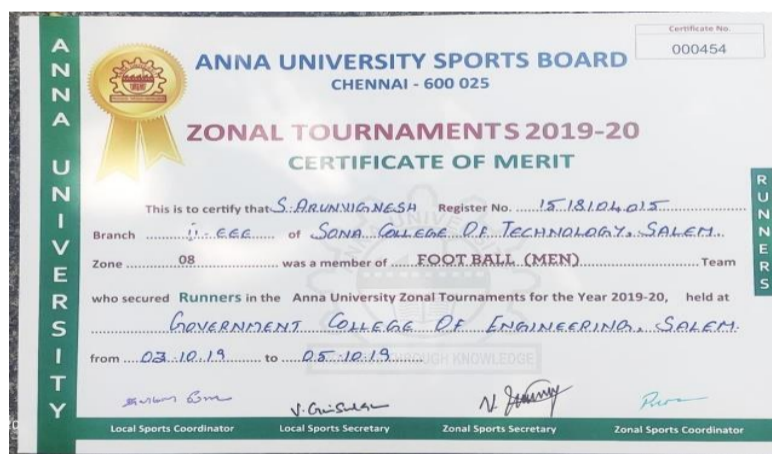 Certificate No.
000454
ANNA UNIVERSITY
ANNA UNIVERSITY SPORTS BOARD
CHENNAI - 600 025
ZONAL TOURNAMENTS 2019-20
CERTIFICATE OF MERIT
RUNNERS
This is to certify that S. ARUNVIGNESH Register No. 1518104015
Branch II - EEE of SONA COLLEGE OF TECHNOLOGY, SALEM.
Zone 08 was a member of FOOT BALL (MEN) Team
who secured Runners in the Anna University Zonal Tournaments for the Year 2019-20, held at
GOVERNMENT COLLEGE OF ENGINEERING, SALEM.
from 03.10.19 to 05.10.19
THROUGH KNOWLEDGE
Local Sports Coordinator Local Sports Secretary Zonal Sports Secretary Zonal Sports Coordinator